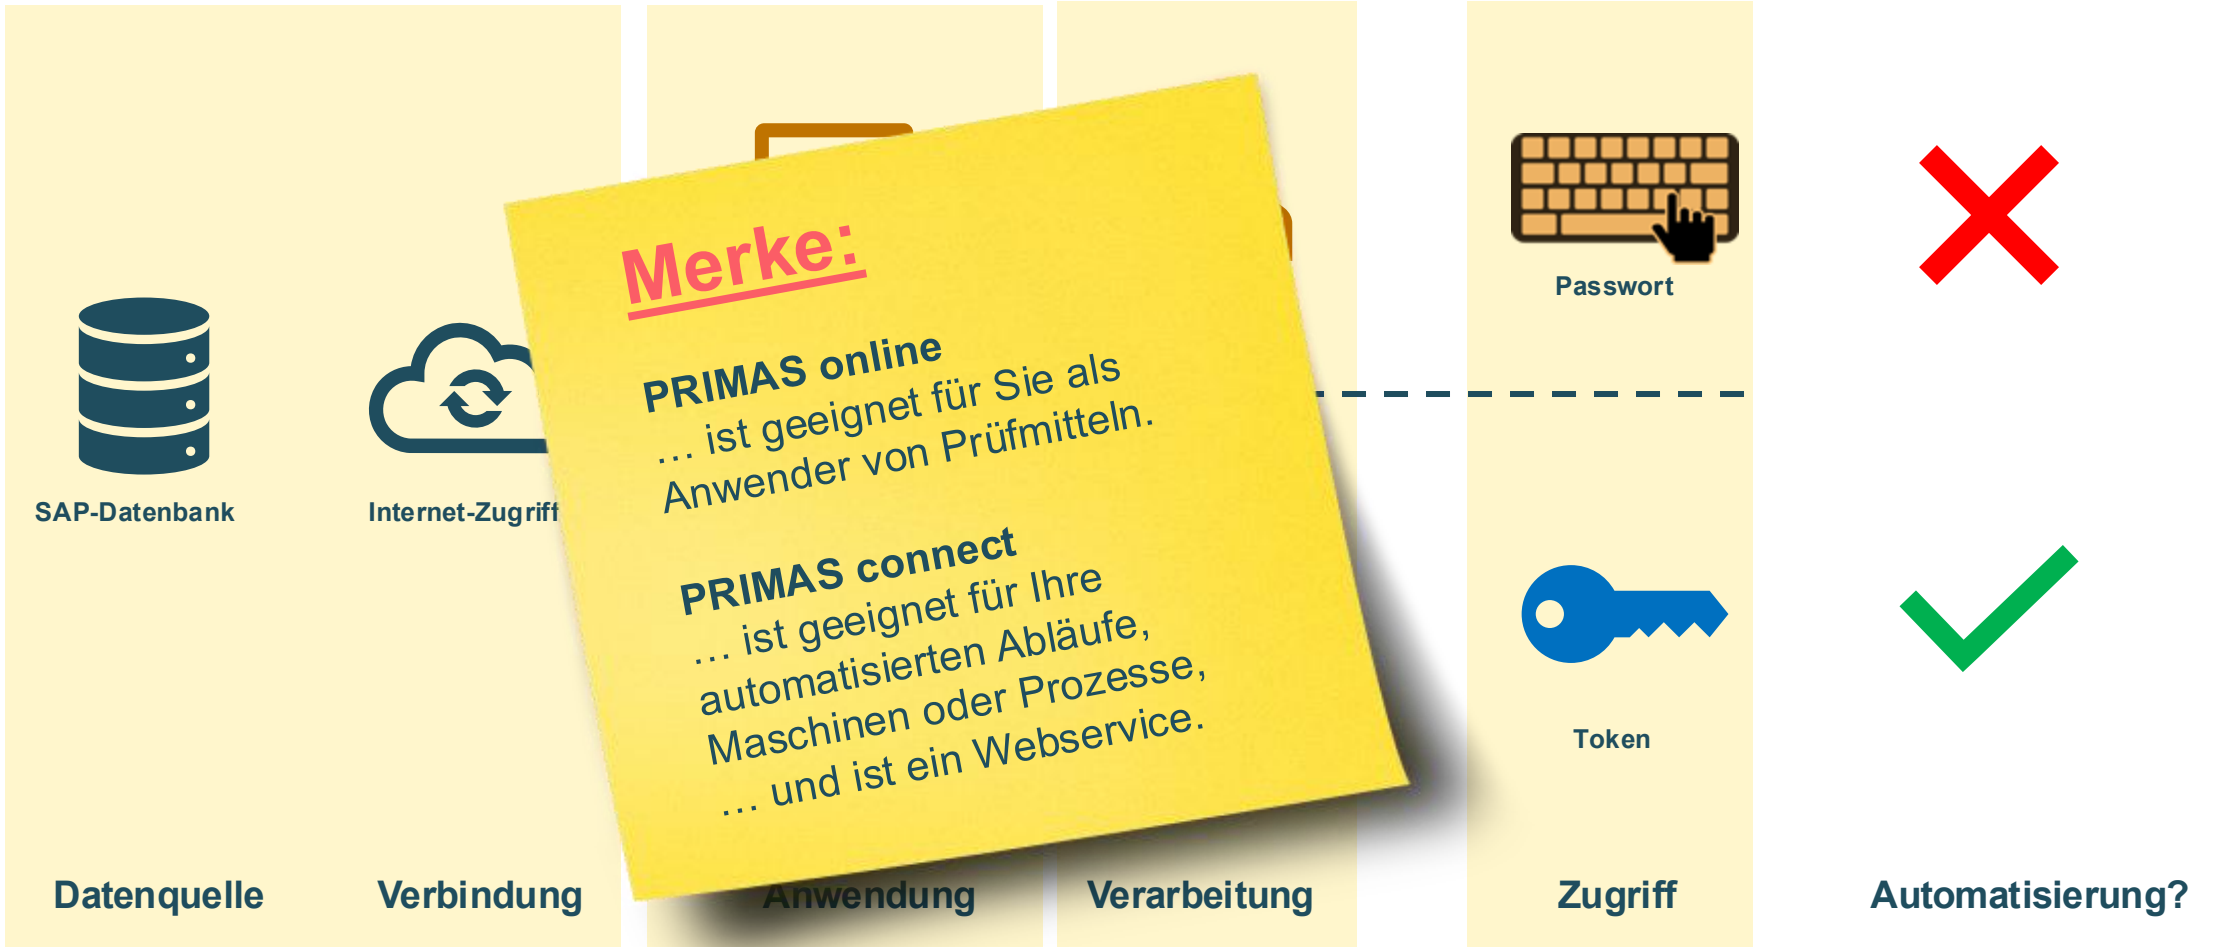 Merke:
PRIMAS online
... ist geeignet für Sie als
Anwender von Prüfmitteln.
PRIMAS connect
... ist geeignet für Ihre
automatisierten Abläufe,
Maschinen oder Prozesse,
... und ist ein Webservice.
SAP-Datenbank
Internet-Zugriff
Passwort
Token
Datenquelle
Verbindung
Anwendung
Verarbeitung
Zugriff
Automatisierung?